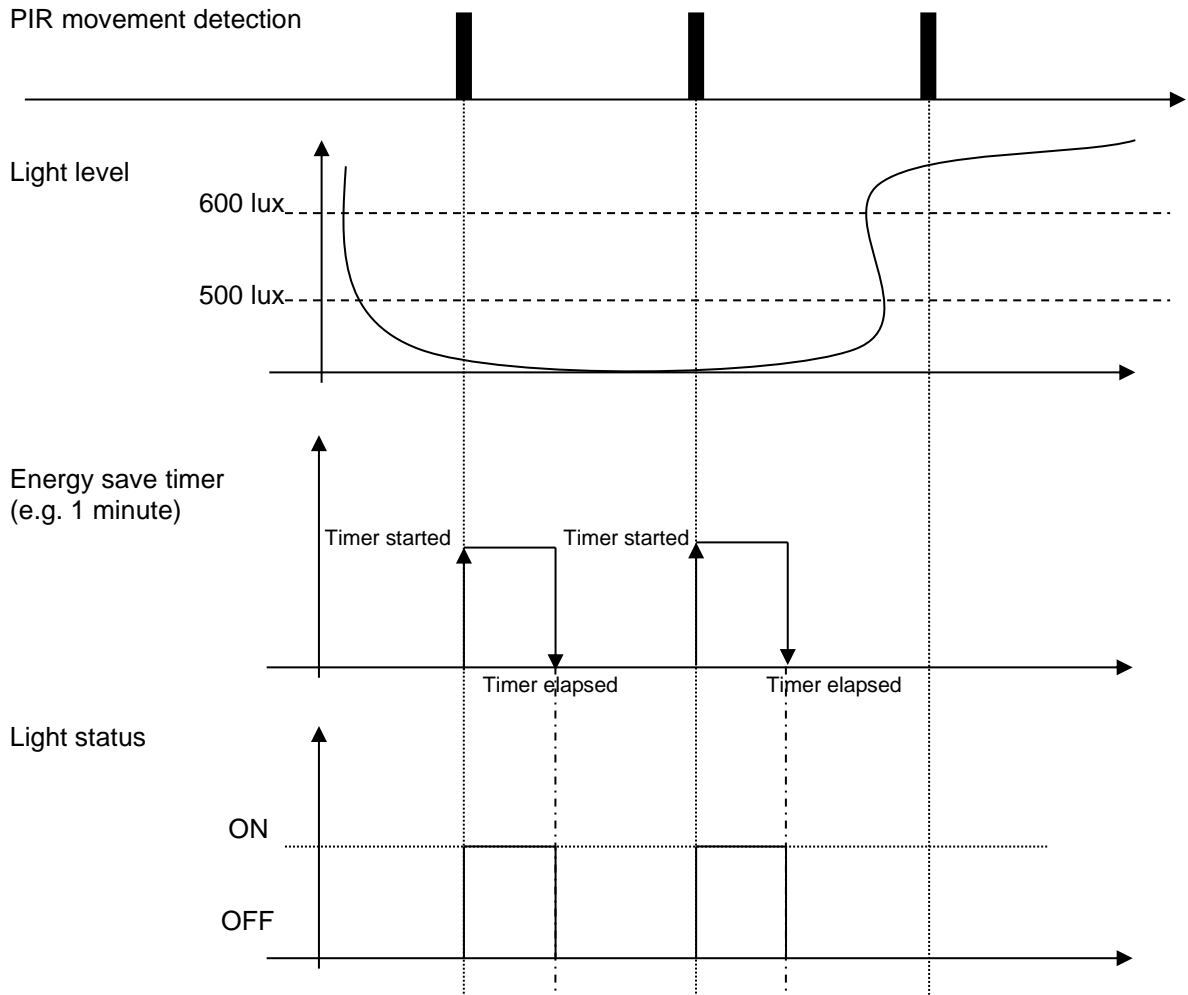 PIR movement detection
Light level
600 lux
500 lux
Energy save timer
(e.g. 1 minute)
Timer started
Timer started
Timer elapsed
Timer elapsed
Light status
ON
OFF